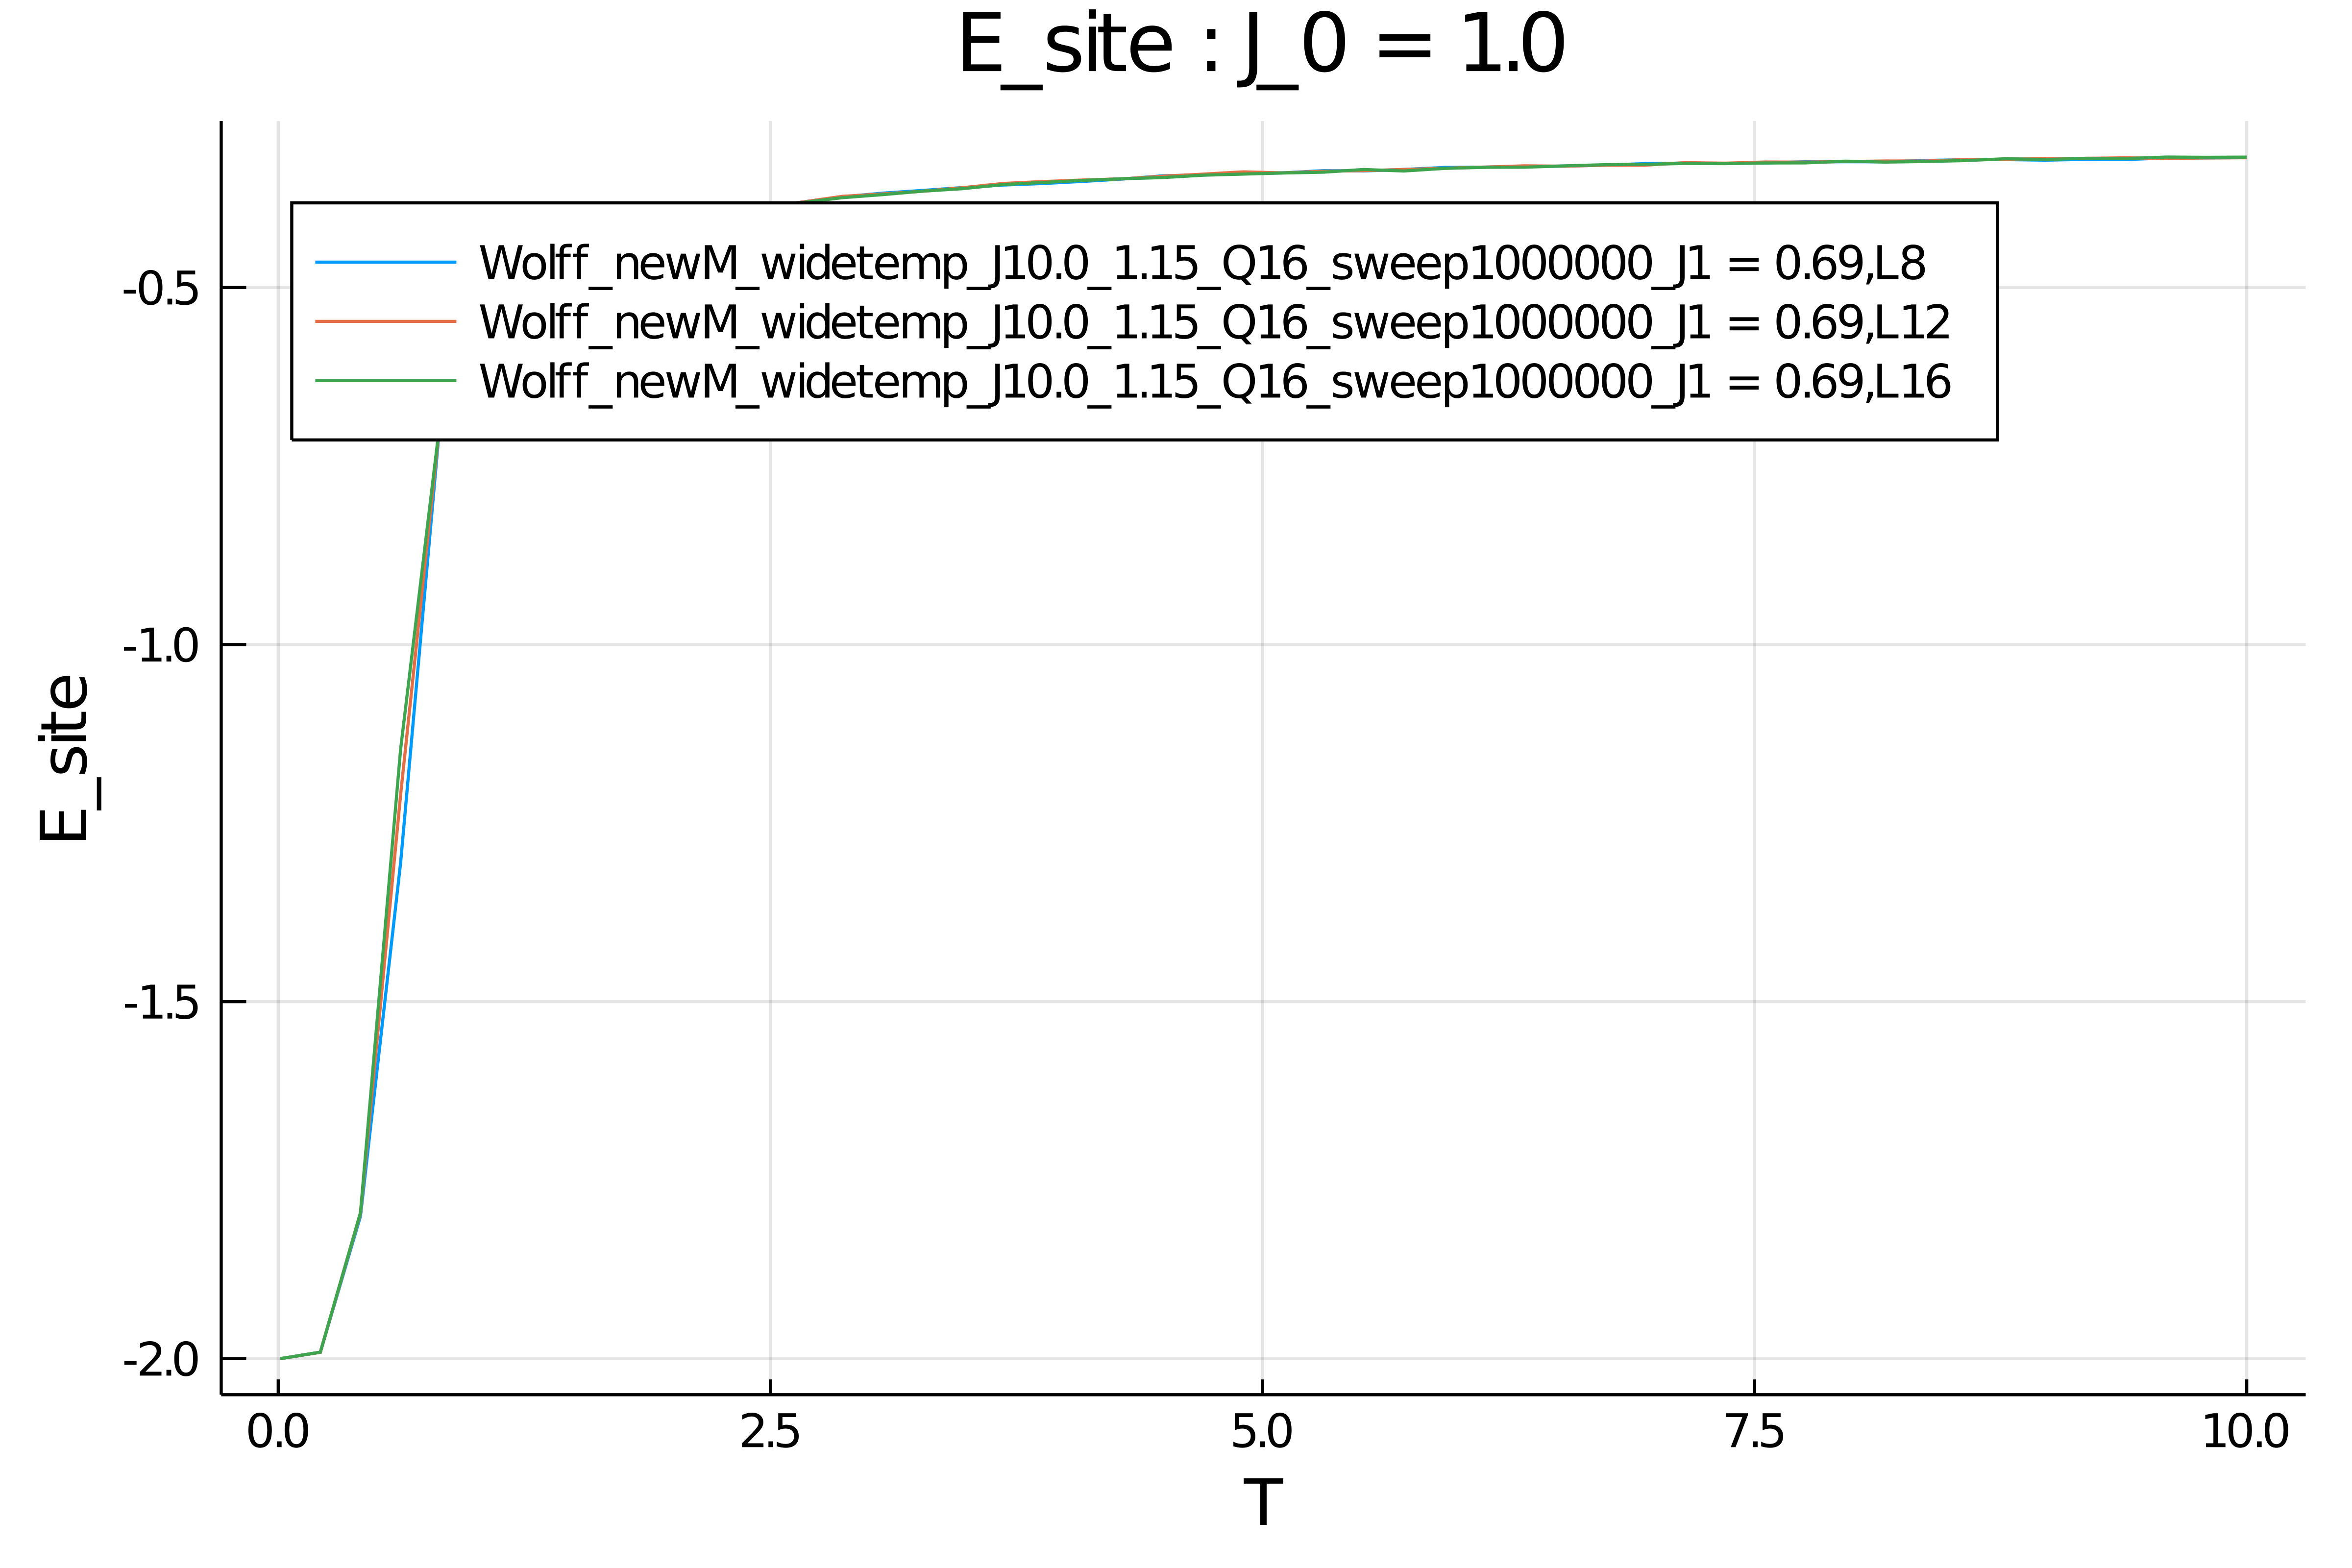 E_site : J_0 = 1.0
Wolff_newM_widetemp_J10.0_1.15_Q16_sweep1000000_J1 = 0.69,L8
Wolff_newM_widetemp_J10.0_1.15_Q16_sweep1000000_J1 = 0.69,L12
Wolff_newM_widetemp_J10.0_1.15_Q16_sweep1000000_J1 = 0.69,L16
-0.5
-1.0
-1.5
-2.0
E_site
0.0 2.5 5.0 7.5 10.0
T